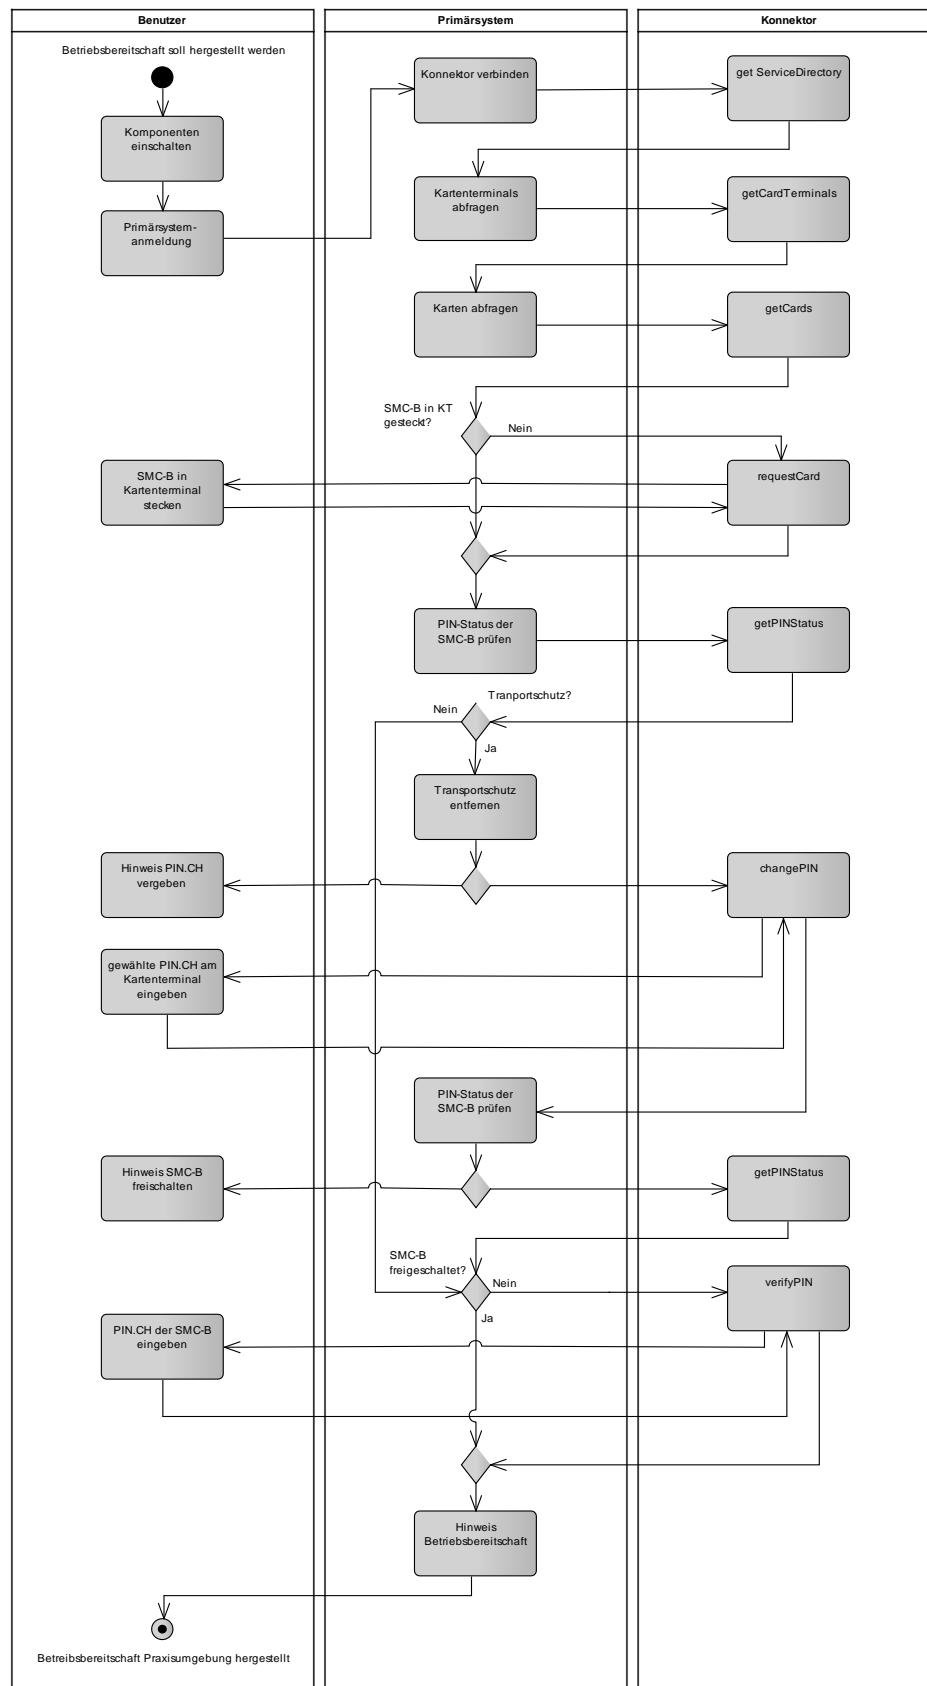 Benutzer
Primärsystem
Konnektor
Betriebsbereitschaft soll hergestellt werden
Konnektor verbinden
get ServiceDirectory
Komponenten
einschalten
Kartenterminals
abfragen
getCardTerminals
Primärsystem-
anmeldung
Karten abfragen
getCards
SMC-B in KT
gesteckt?
Nein
SMC-B in
Kartenterminal
stecken
requestCard
PIN-Status der
SMC-B prüfen
getPINStatus
Tranportschutz?
Nein
Ja
Transportschutz
entfernen
Hinweis PIN.CH
vergeben
changePIN
gewählte PIN.CH am
Kartenterminal
eingeben
PIN-Status der
SMC-B prüfen
Hinweis SMC-B
freischalten
getPINStatus
SMC-B
freigeschaltet?
Nein
verifyPIN
Ja
PIN.CH der SMC-B
eingeben
Hinweis
Betriebsbereitschaft
Betreibsbereitschaft Praxisumgebung hergestellt